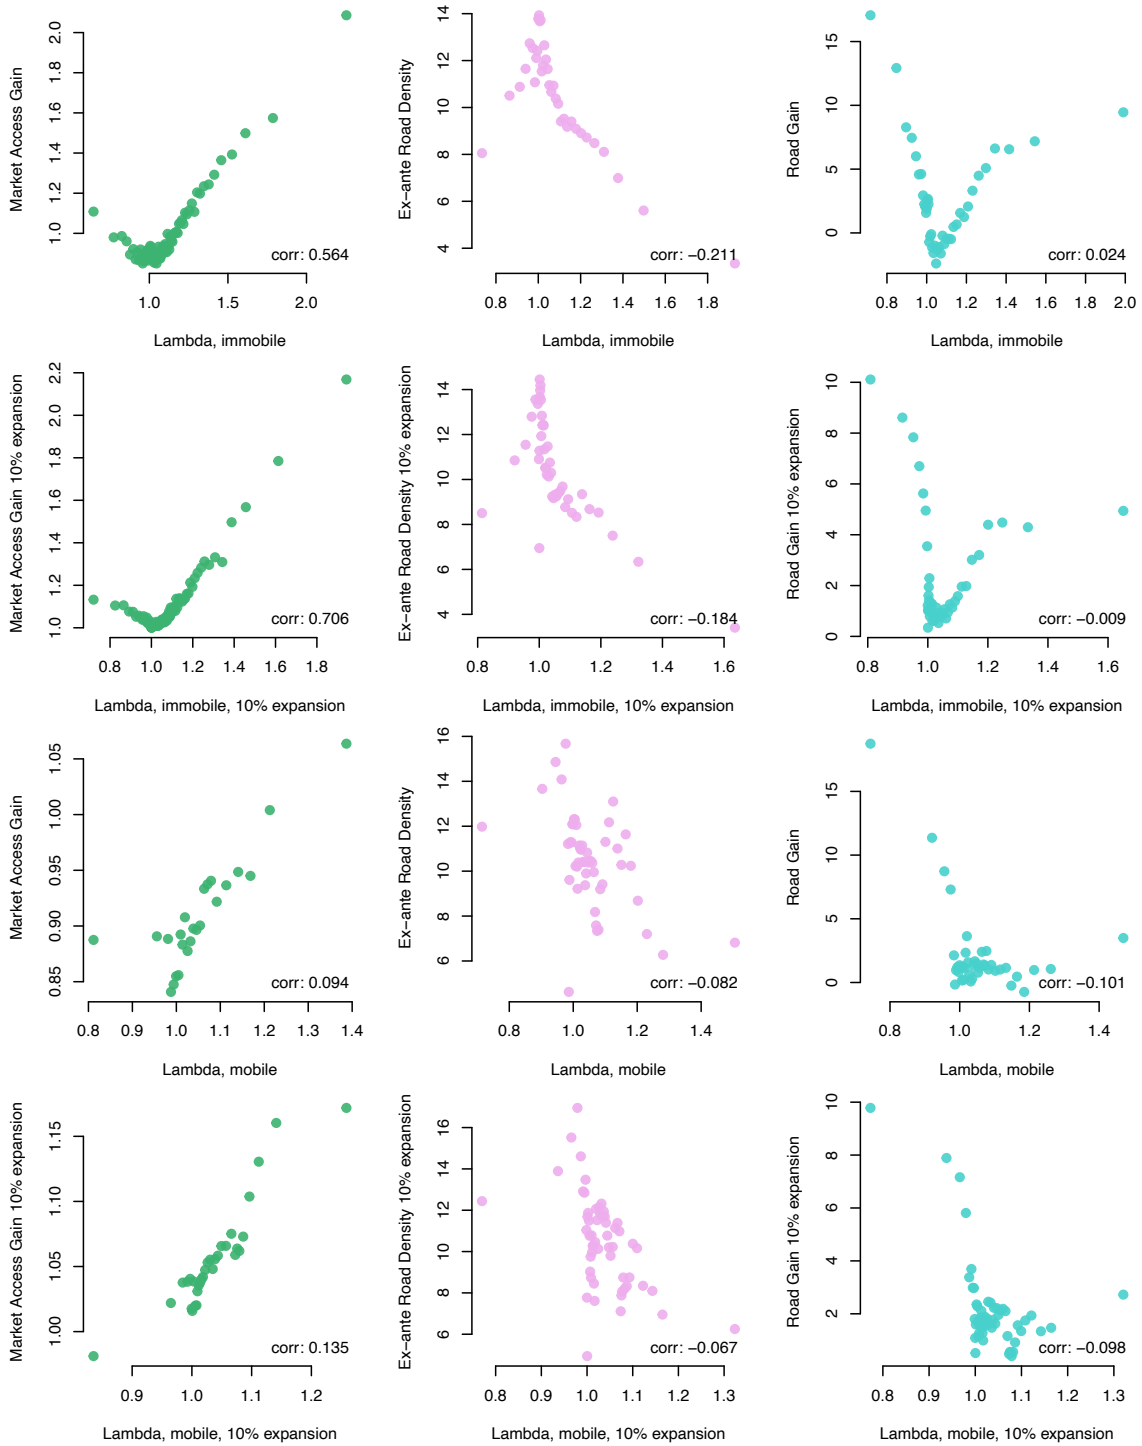 Market Access Gain
1.0 1.2 1.4 1.6 1.8 2.0
corr: 0.564
1.0 1.5 2.0
Lambda, immobile
Ex−ante Road Density
4 6 8 10 12 14
corr: −0.211
0.8 1.0 1.2 1.4 1.6 1.8
Lambda, immobile
Road Gain
0 5 10 15
corr: 0.024
0.8 1.0 1.2 1.4 1.6 1.8 2.0
Lambda, immobile
Market Access Gain 10% expansion
1.0 1.2 1.4 1.6 1.8 2.0 2.2
corr: 0.706
0.8 1.0 1.2 1.4 1.6 1.8
Lambda, immobile, 10% expansion
Ex−ante Road Density 10% expansion
4 6 8 10 12 14
corr: −0.184
0.8 1.0 1.2 1.4 1.6
Lambda, immobile, 10% expansion
Road Gain 10% expansion
0 2 4 6 8 10
corr: −0.009
0.8 1.0 1.2 1.4 1.6
Lambda, immobile, 10% expansion
Market Access Gain
0.85 0.90 0.95 1.00 1.05
corr: 0.094
0.8 0.9 1.0 1.1 1.2 1.3 1.4
Lambda, mobile
Ex−ante Road Density
6 8 10 12 14 16
corr: −0.082
0.8 1.0 1.2 1.4
Lambda, mobile
Road Gain
0 5 10 15
corr: −0.101
0.8 1.0 1.2 1.4
Lambda, mobile
Market Access Gain 10% expansion
1.00 1.05 1.10 1.15
corr: 0.135
0.9 1.0 1.1 1.2
Lambda, mobile, 10% expansion
Ex−ante Road Density 10% expansion
6 8 10 12 14 16
corr: −0.067
0.8 0.9 1.0 1.1 1.2 1.3
Lambda, mobile, 10% expansion
Road Gain 10% expansion
2 4 6 8 10
corr: −0.098
0.8 0.9 1.0 1.1 1.2 1.3
Lambda, mobile, 10% expansion